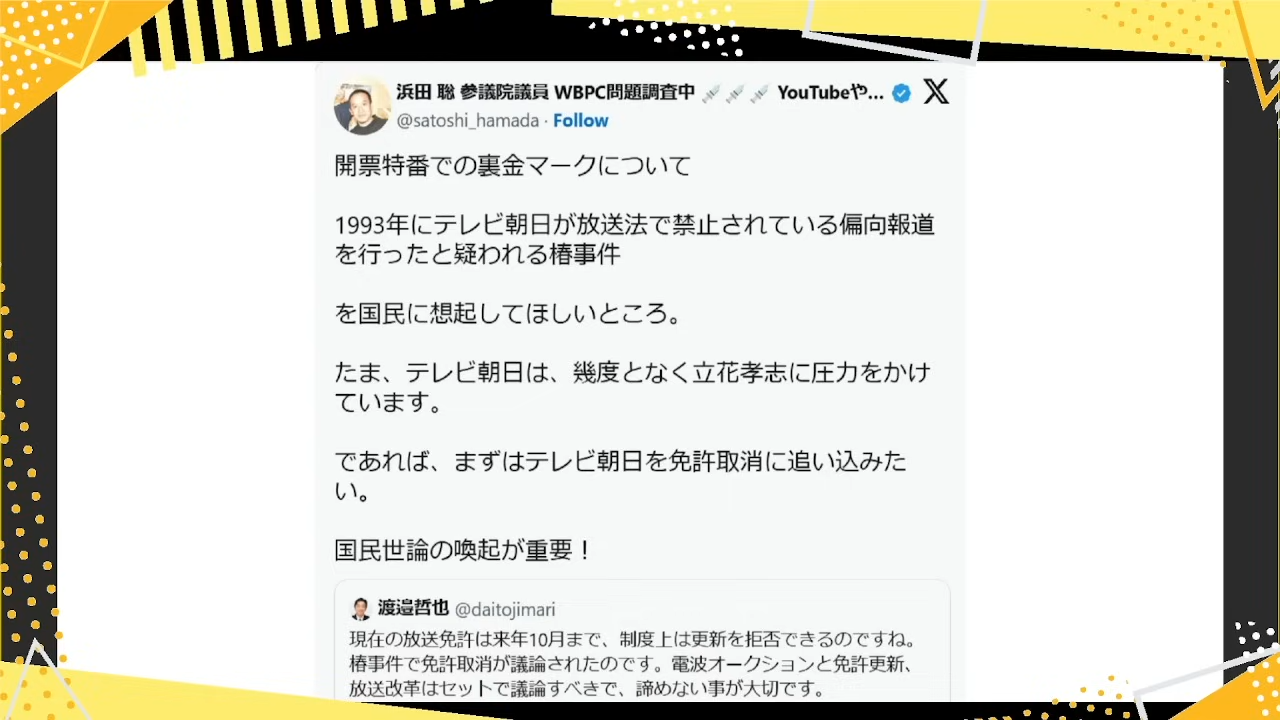 浜田 聡 参議院議員 WBPC問題調査中 💉💉💉 YouTubeや...
@satoshi_hamada · Follow
開票特番での裏金マークについて
1993年にテレビ朝日が放送法で禁止されている偏向報道
を行ったと疑われる椿事件
を国民に想起してほしいところ。
たま、テレビ朝日は、幾度となく立花孝志に圧力をかけ
ています。
であれば、まずはテレビ朝日を免許取消に追い込みた
い。
国民世論の喚起が重要！
渡邉哲也 @daitojimari
現在の放送免許は来年10月まで、制度上は更新を拒否できるのですね。
椿事件で免許取消が議論されたのです。電波オークションと免許更新、
放送改革はセットで議論すべきで、諦めない事が大切です。